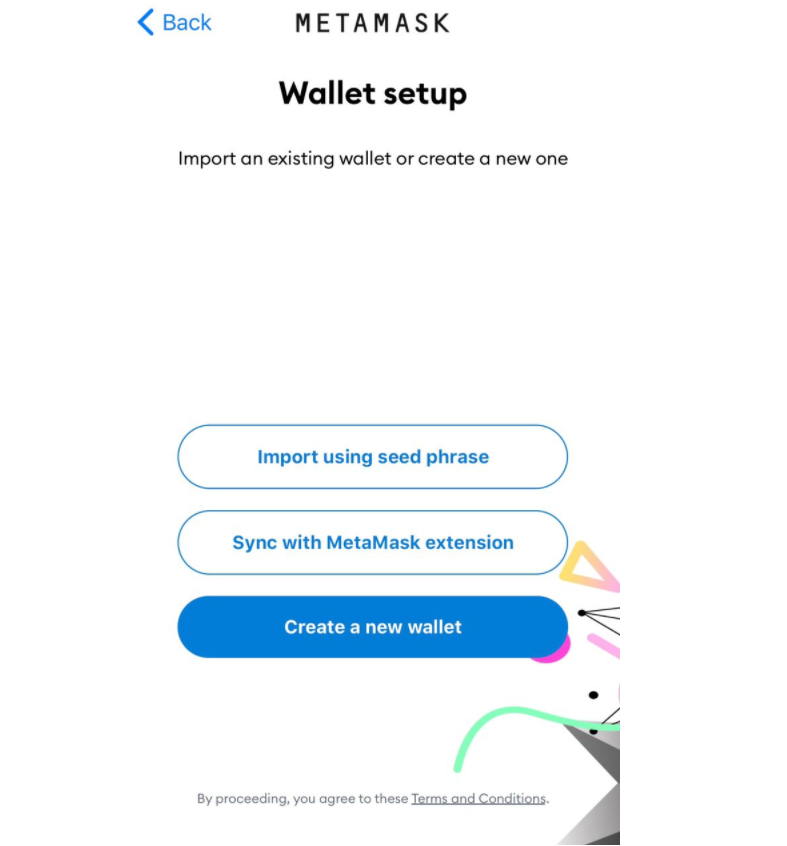 Back
METAMASK
Wallet setup
Import an existing wallet or create a new one
Import using seed phrase
Sync with MetaMask extension
Create a new wallet
By proceeding, you agree to these Terms and Conditions.